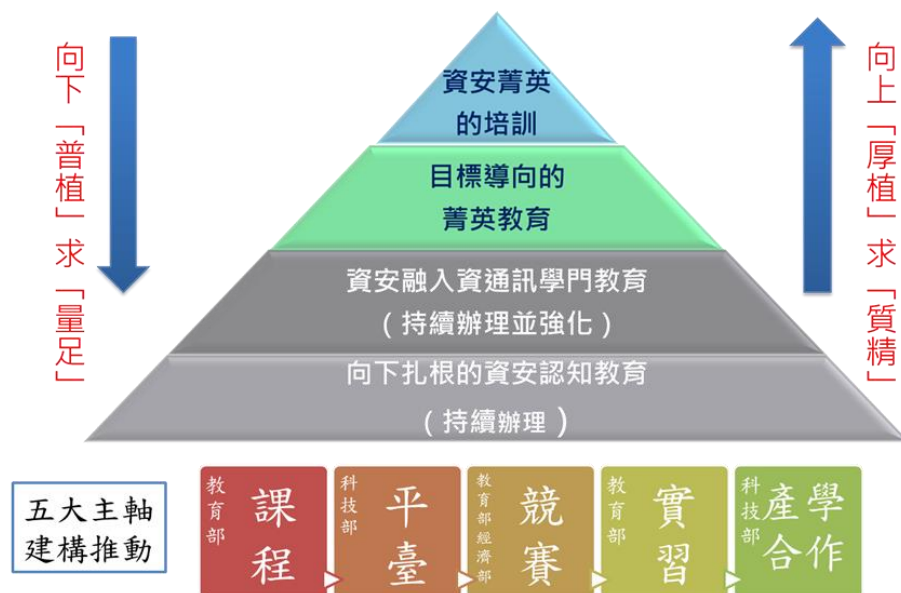 向下「普植」求「量足」
資安菁英
的培訓
目標導向的
菁英教育
資安融入資通訊學門教育
（持續辦理並強化）
向下扎根的資安認知教育
（持續辦理）
向上「厚植」求「質精」
五大主軸
建構推動
教育部
課程
科技部
平臺
教育部經濟部
競賽
教育部
實習
科技部
產學
合作